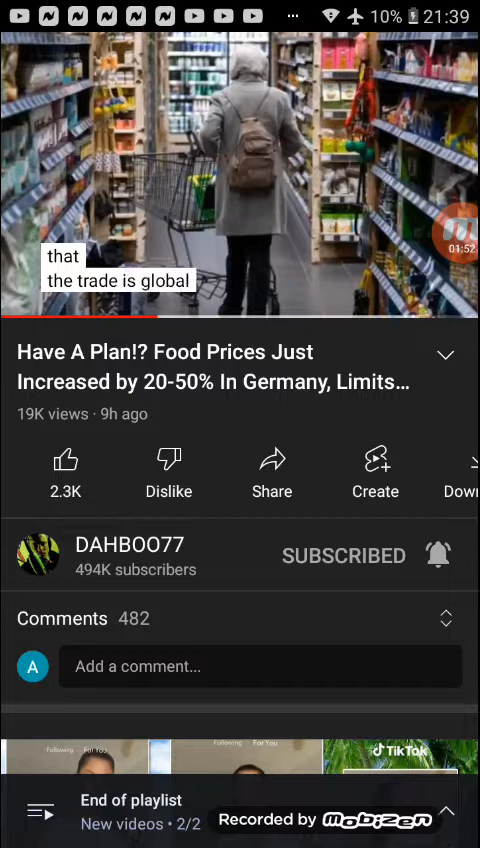 10% 21:39
01:52
that
the trade is global
Have A Plan!? Food Prices Just
Increased by 20-50% In Germany, Limits...
19K views · 9h ago
2.3K Dislike Share Create Down
DAHBOO77
494K subscribers
SUBSCRIBED
Comments 482
A Add a comment...
Following For You Following For You TikTok
End of playlist
New videos • 2/2
Recorded by mobizen